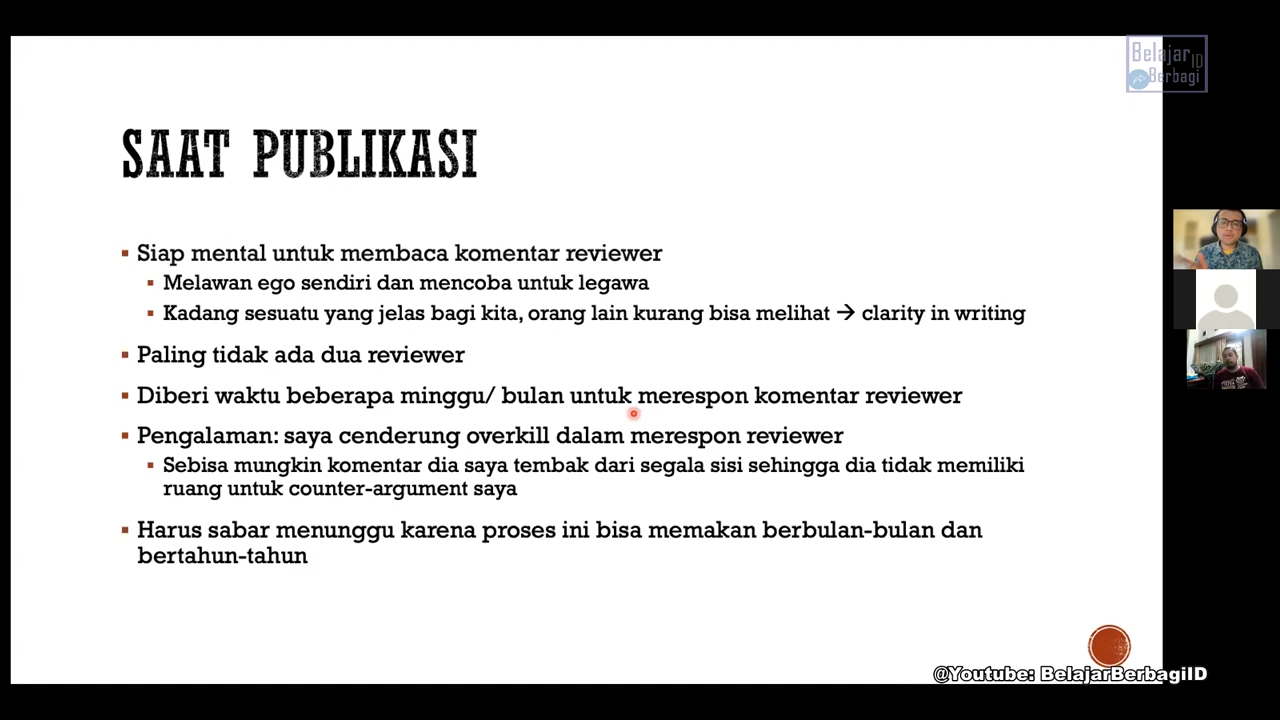 Belajar ID
Berbagi
SAAT PUBLIKASI
Siap mental untuk membaca komentar reviewer
Melawan ego sendiri dan mencoba untuk legawa
Kadang sesuatu yang jelas bagi kita, orang lain kurang bisa melihat → clarity in writing
Paling tidak ada dua reviewer
Diberi waktu beberapa minggu/ bulan untuk merespon komentar reviewer
Pengalaman: saya cenderung overkill dalam merespon reviewer
Sebisa mungkin komentar dia saya tembak dari segala sisi sehingga dia tidak memiliki
ruang untuk counter-argument saya
Harus sabar menunggu karena proses ini bisa memakan berbulan-bulan dan
bertahun-tahun
@Youtube: BelajarBerbagiID